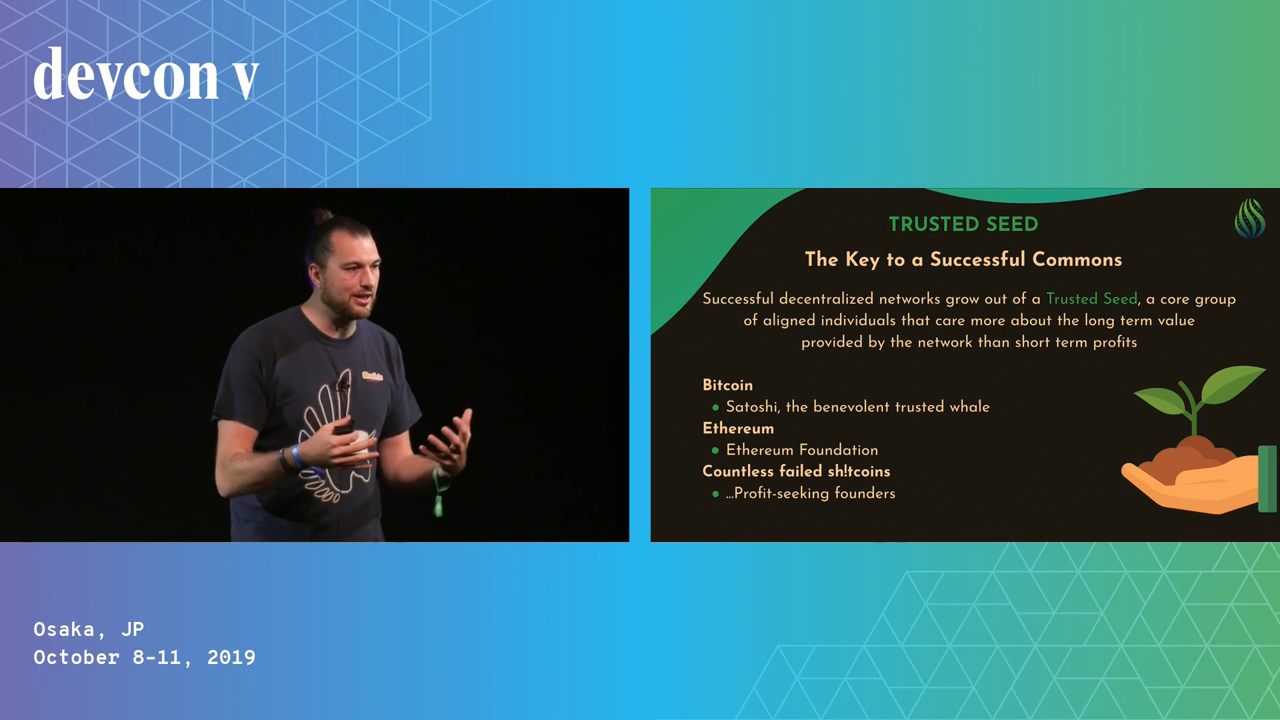 devcon v
TRUSTED SEED
The Key to a Successful Commons
Successful decentralized networks grow out of a Trusted Seed, a core group
of aligned individuals that care more about the long term value
provided by the network than short term profits
Bitcoin
• Satoshi, the benevolent trusted whale
Ethereum
• Ethereum Foundation
Countless failed sh!tcoins
• ...Profit-seeking founders
Osaka, JP
October 8-11, 2019